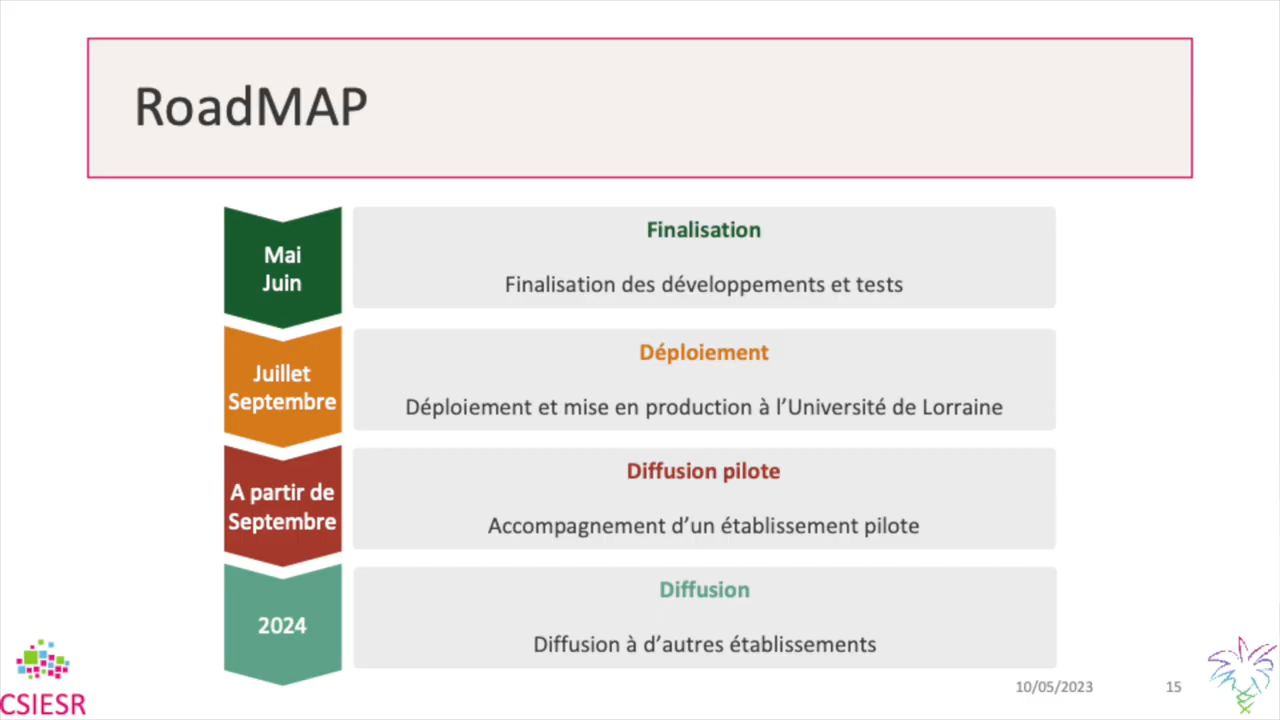 RoadMAP
Mai
Juin
Finalisation
Finalisation des développements et tests
Juillet
Septembre
Déploiement
Déploiement et mise en production à l’Université de Lorraine
A partir de
Septembre
Diffusion pilote
Accompagnement d’un établissement pilote
2024
Diffusion
Diffusion à d’autres établissements
CSIESR
10/05/2023
15